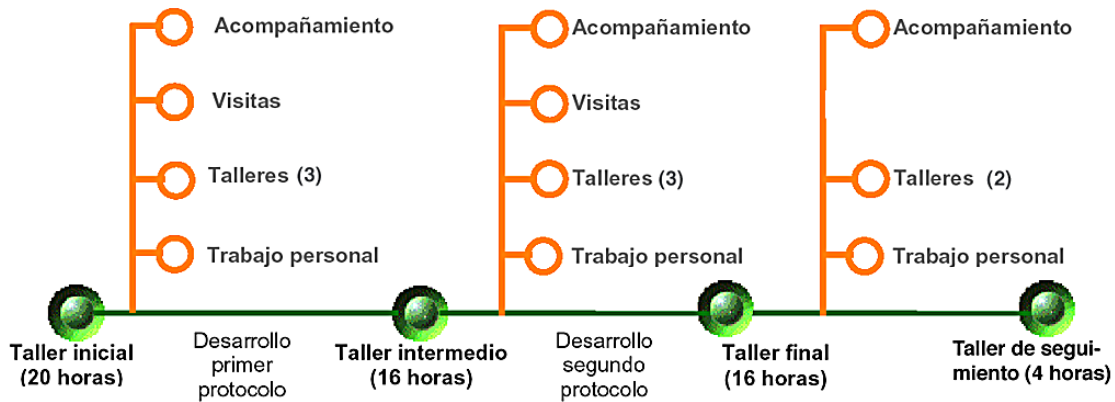 Acompañamiento
Acompañamiento
Acompañamiento
Visitas
Visitas
Talleres (3)
Talleres (3)
Talleres (2)
Trabajo personal
Trabajo personal
Trabajo personal
Taller inicial
(20 horas)
Desarrollo
primer
protocolo
Taller intermedio
(16 horas)
Desarrollo
segundo
protocolo
Taller final
(16 horas)
Taller de segui-
miento (4 horas)